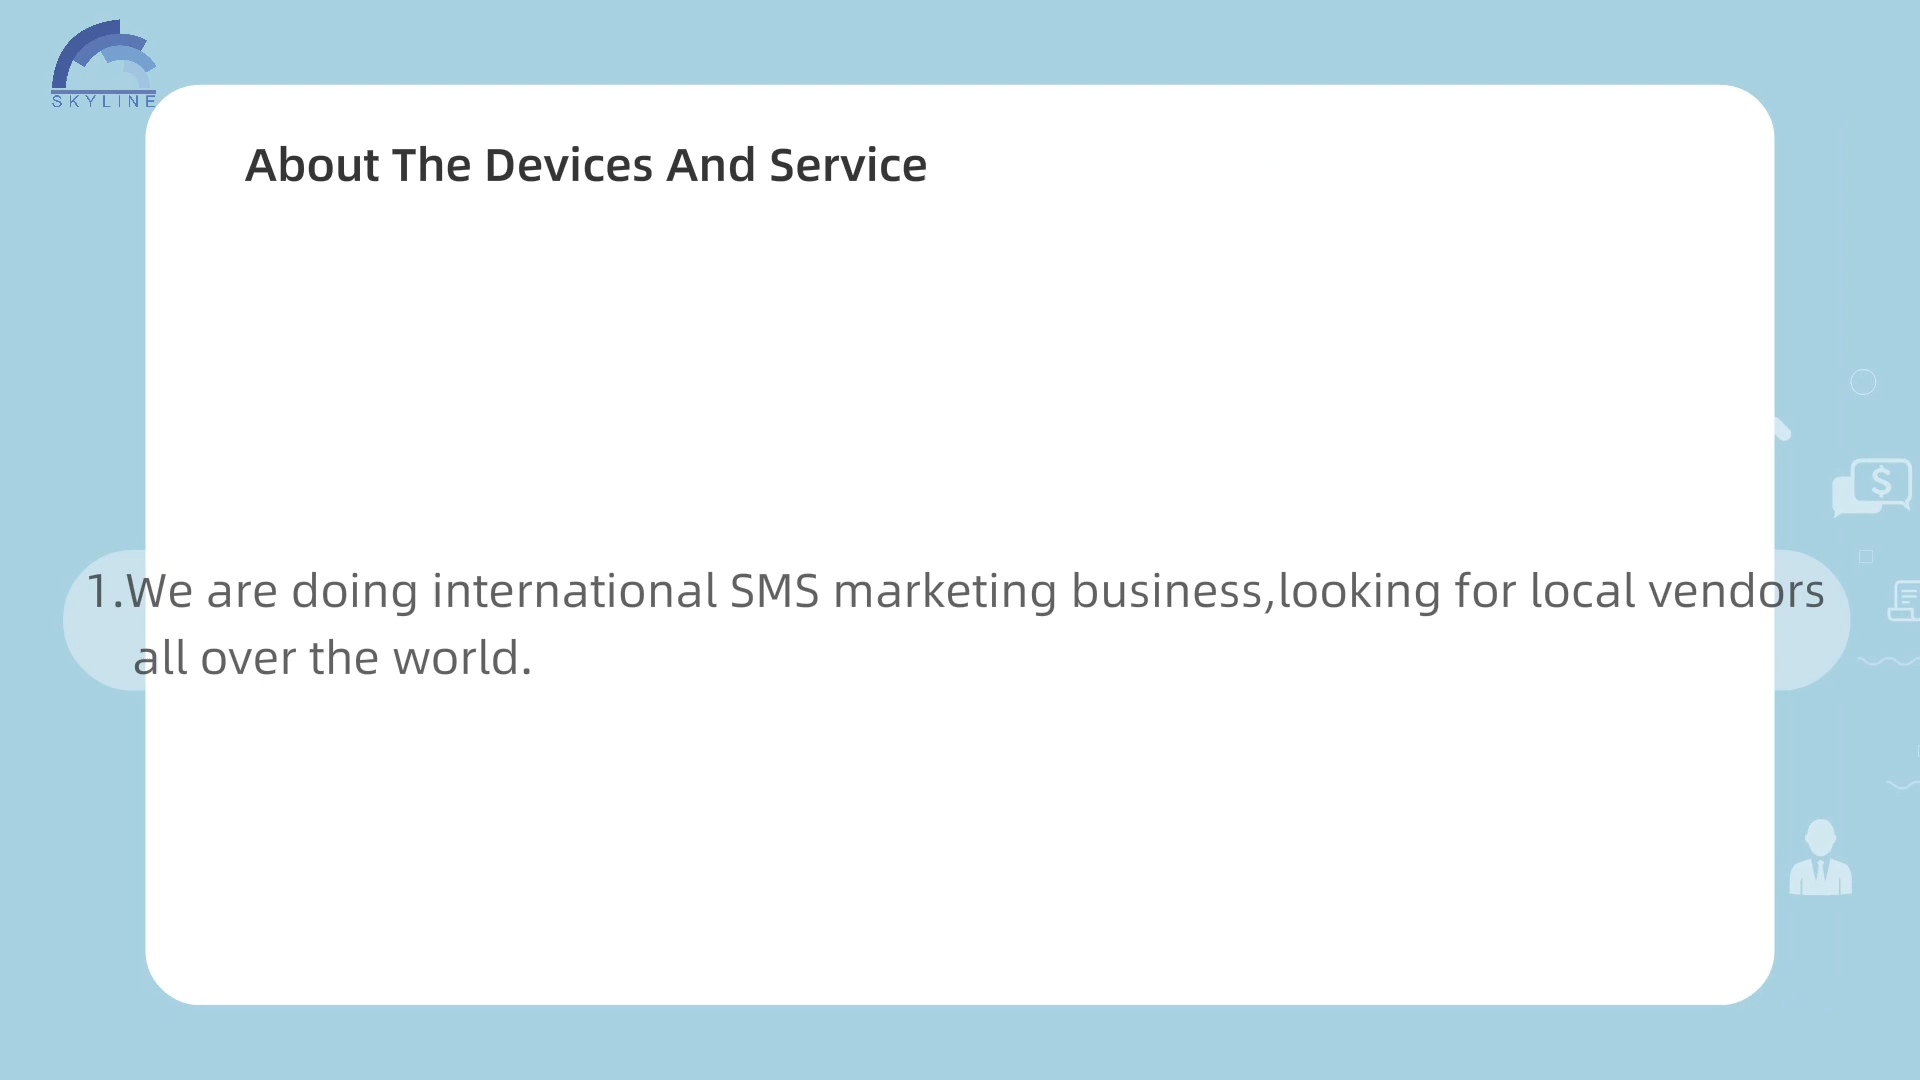 SKYLINE
About The Devices And Service
1.We are doing international SMS marketing business,looking for local vendors
all over the world.